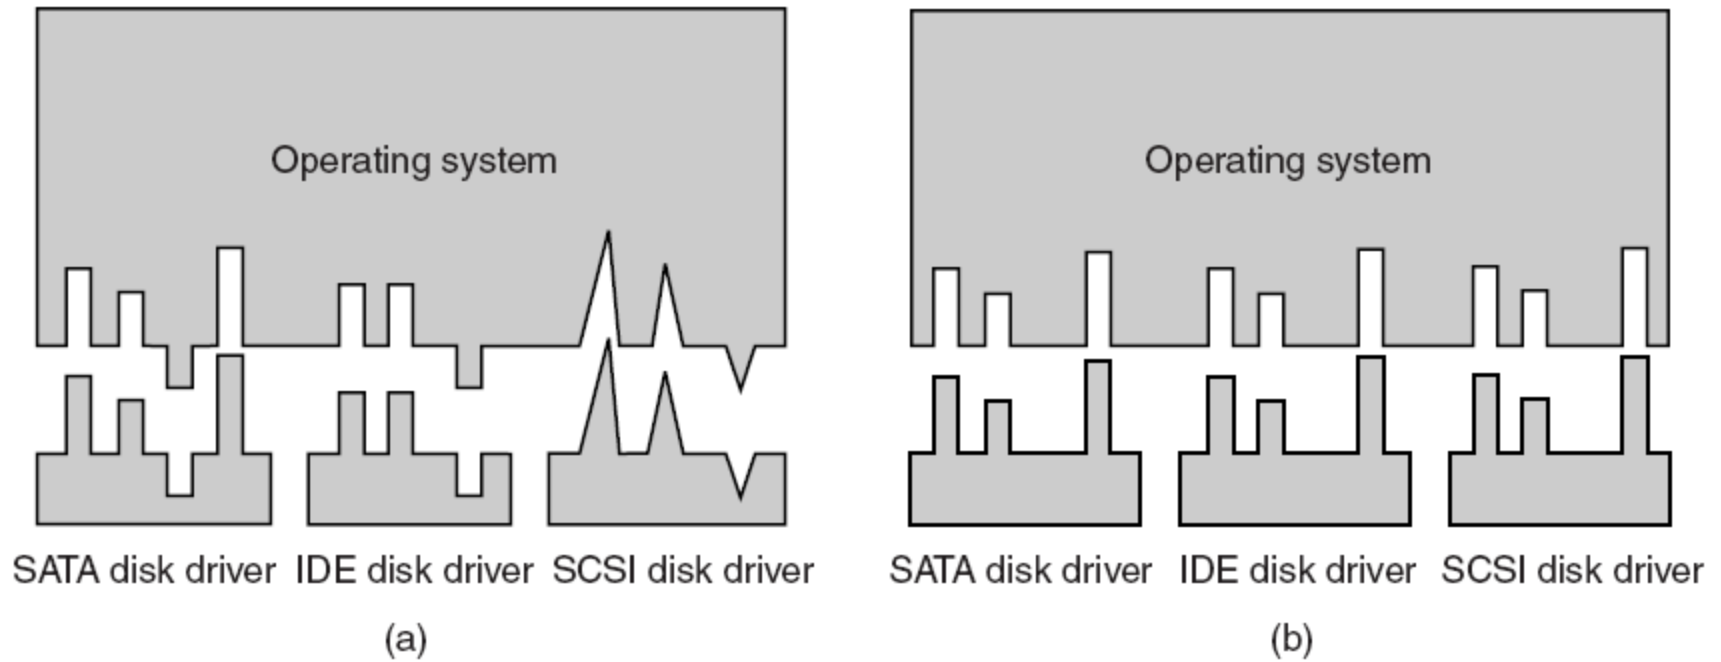 Operating system
SATA disk driver IDE disk driver SCSI disk driver
(a)
Operating system
SATA disk driver IDE disk driver SCSI disk driver
(b)